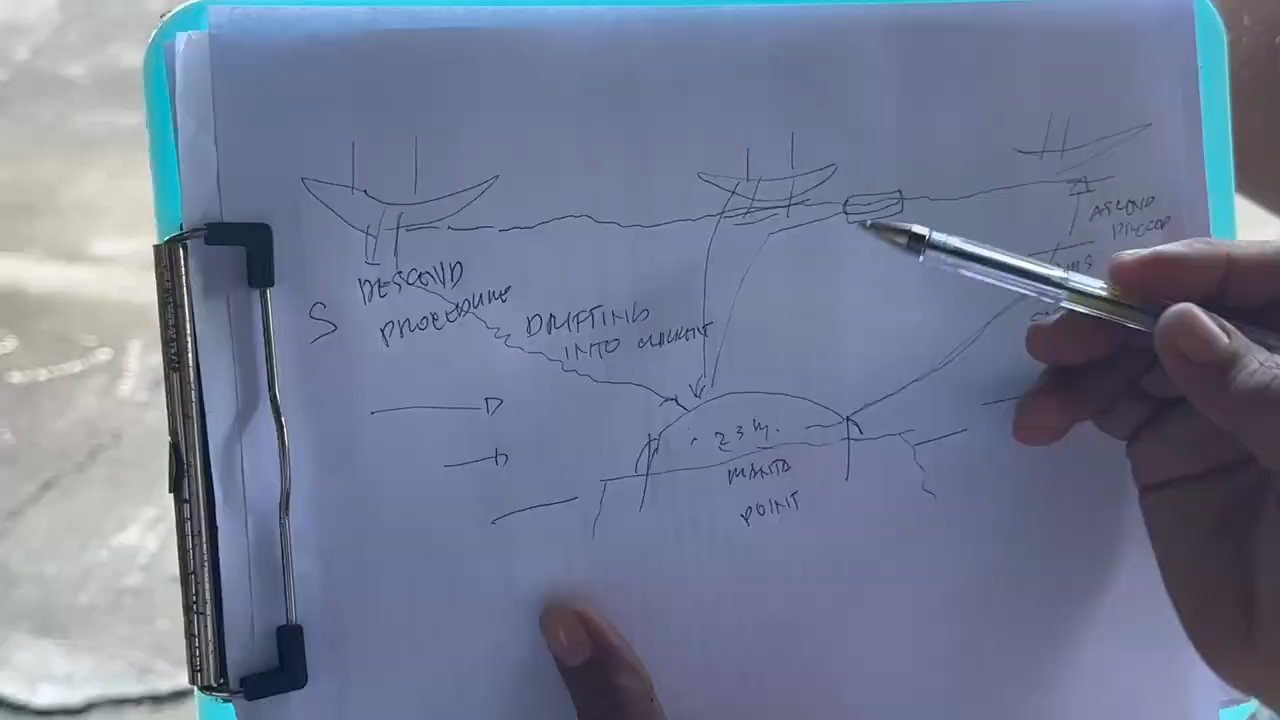 DESCEND
PROCEDURE
S
DRIFTING
INTO CURRENT
23 M.
MANTA
POINT
ASCEND